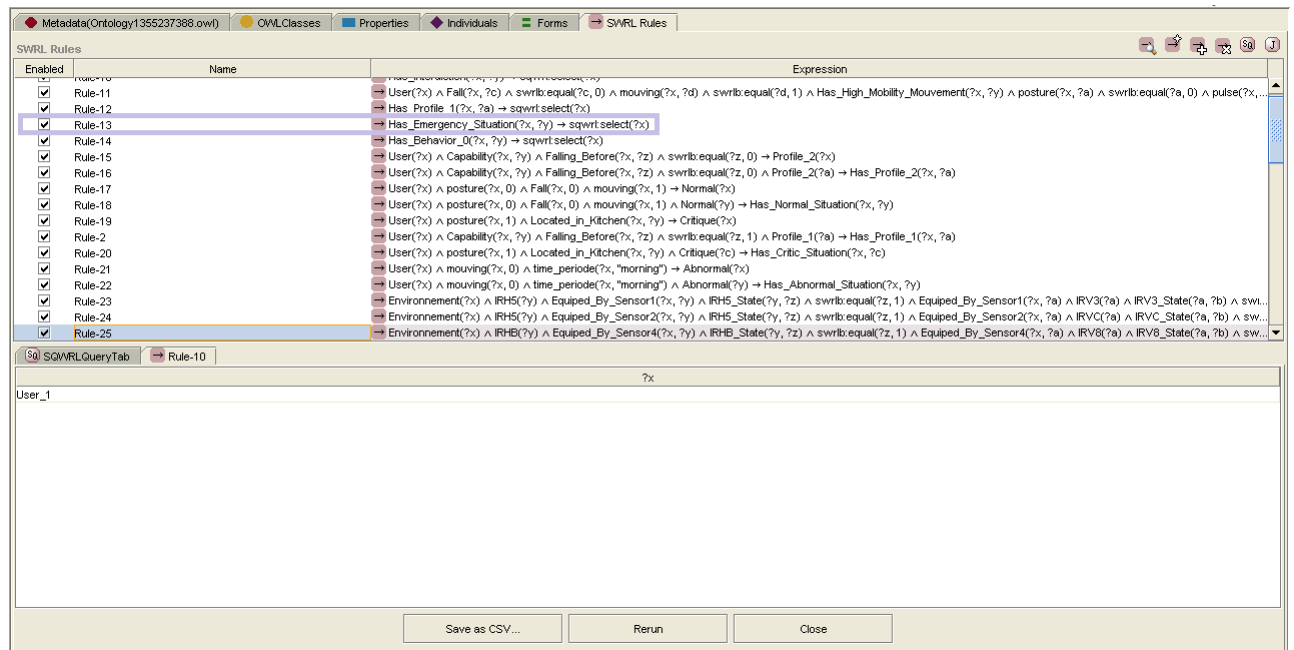 Metadata(Ontology1355237388.owl) OWLClasses Properties Individuals Forms SWRL Rules
SWRL Rules
Enabled Name Expression
Rule-11 User(?x) ∧ Fall(?x, ?c) ∧ swrlb:equal(?c, 0) ∧ mouving(?x, ?d) ∧ swrlb:equal(?d, 1) ∧ Has_High_Mobility_Mouvement(?x, ?y) ∧ posture(?x, ?a) ∧ swrlb:equal(?a, 0) ∧ pulse(?x,...
Rule-12 Has_Profile_1(?x, ?a) → sqwrl:select(?x)
Rule-13 Has_Emergency_Situation(?x, ?y) → sqwrl:select(?x)
Rule-14 Has_Behavior_0(?x, ?y) → sqwrl:select(?x)
Rule-15 User(?x) ∧ Capability(?x, ?y) ∧ Falling_Before(?x, ?z) ∧ swrlb:equal(?z, 0) → Profile_2(?x)
Rule-16 User(?x) ∧ Capability(?x, ?y) ∧ Falling_Before(?x, ?z) ∧ swrlb:equal(?z, 0) ∧ Profile_2(?a) → Has_Profile_2(?x, ?a)
Rule-17 User(?x) ∧ posture(?x, 0) ∧ Fall(?x, 0) ∧ mouving(?x, 1) → Normal(?x)
Rule-18 User(?x) ∧ posture(?x, 0) ∧ Fall(?x, 0) ∧ mouving(?x, 1) ∧ Normal(?y) → Has_Normal_Situation(?x, ?y)
Rule-19 User(?x) ∧ posture(?x, 1) ∧ Located_in_Kitchen(?x, ?y) → Critique(?x)
Rule-2 User(?x) ∧ Capability(?x, ?y) ∧ Falling_Before(?x, ?z) ∧ swrlb:equal(?z, 1) ∧ Profile_1(?a) → Has_Profile_1(?x, ?a)
Rule-20 User(?x) ∧ posture(?x, 1) ∧ Located_in_Kitchen(?x, ?y) ∧ Critique(?c) → Has_Critic_Situation(?x, ?c)
Rule-21 User(?x) ∧ mouving(?x, 0) ∧ time_periode(?x, "morning") → Abnormal(?x)
Rule-22 User(?x) ∧ mouving(?x, 0) ∧ time_periode(?x, "morning") ∧ Abnormal(?y) → Has_Abnormal_Situation(?x, ?y)
Rule-23 Environnement(?x) ∧ IRH5(?y) ∧ Equiped_By_Sensor1(?x, ?y) ∧ IRH5_State(?y, ?z) ∧ swrlb:equal(?z, 1) ∧ Equiped_By_Sensor1(?x, ?a) ∧ IRV3(?a) ∧ IRV3_State(?a, ?b) ∧ swr...
Rule-24 Environnement(?x) ∧ IRH5(?y) ∧ Equiped_By_Sensor2(?x, ?y) ∧ IRH5_State(?y, ?z) ∧ swrlb:equal(?z, 1) ∧ Equiped_By_Sensor2(?x, ?a) ∧ IRVC(?a) ∧ IRVC_State(?a, ?b) ∧ sw...
Rule-25 Environnement(?x) ∧ IRHB(?y) ∧ Equiped_By_Sensor4(?x, ?y) ∧ IRHB_State(?y, ?z) ∧ swrlb:equal(?z, 1) ∧ Equiped_By_Sensor4(?x, ?a) ∧ IRV8(?a) ∧ IRV8_State(?a, ?b) ∧ sw...
SQWRLQueryTab Rule-10
?x
User_1
Save as CSV... Rerun Close